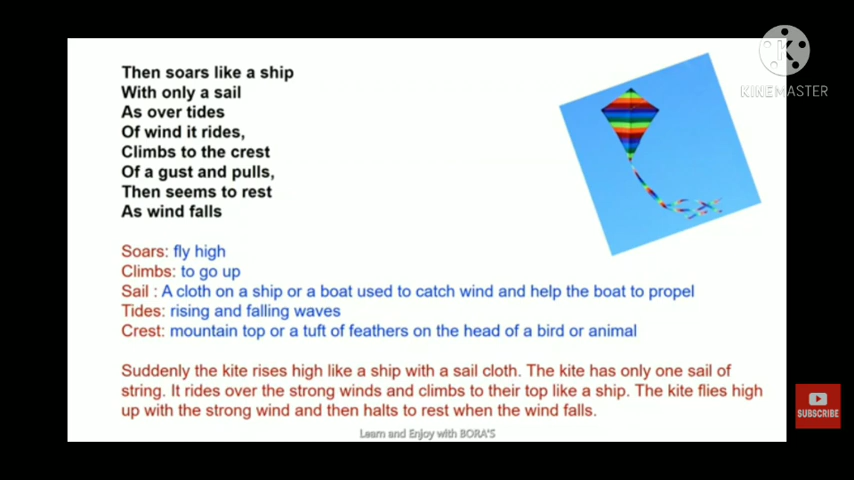 Then soars like a ship
With only a sail
As over tides
Of wind it rides,
Climbs to the crest
Of a gust and pulls,
Then seems to rest
As wind falls
KINEMASTER
Soars: fly high
Climbs: to go up
Sail : A cloth on a ship or a boat used to catch wind and help the boat to propel
Tides: rising and falling waves
Crest: mountain top or a tuft of feathers on the head of a bird or animal
Suddenly the kite rises high like a ship with a sail cloth. The kite has only one sail of
string. It rides over the strong winds and climbs to their top like a ship. The kite flies high
up with the strong wind and then halts to rest when the wind falls.
SUBSCRIBE
Learn and Enjoy with BORA'S